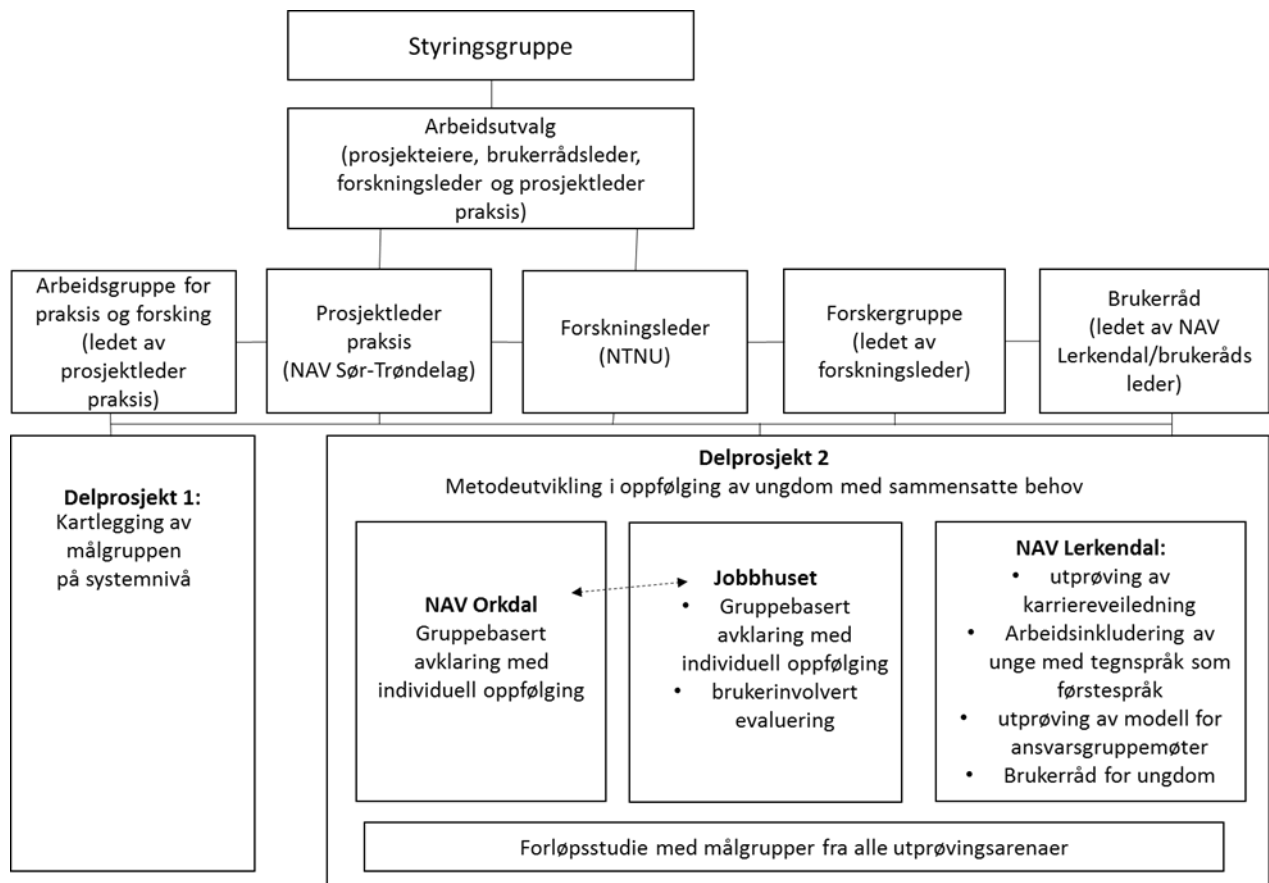 Styringsgruppe
Arbeidsutvalg
(prosjekteiere, brukerrådsleder,
forskningsleder og prosjektleder
praksis)
Arbeidsgruppe for
praksis og forsking
(ledet av
prosjektleder
praksis)
Prosjektleder
praksis
(NAV Sør-Trøndelag)
Forskningsleder
(NTNU)
Forskergruppe
(ledet av
forskningsleder)
Brukerråd
(ledet av NAV
Lerkendal/brukeråds
leder)
Delprosjekt 1:
Kartlegging av
målgruppen
på systemnivå
Delprosjekt 2
Metodeutvikling i oppfølging av ungdom med sammensatte behov
NAV Orkdal
Gruppebasert
avklaring med
individuell oppfølging
Jobbhuset
• Gruppebasert
avklaring med
individuell oppfølging
• brukerinvolvert
evaluering
NAV Lerkendal:
• utprøving av
karriereveiledning
• Arbeidsinkludering av
unge med tegnspråk som
førstespråk
• utprøving av modell for
ansvarsgruppemøter
• Brukerråd for ungdom
Forløpsstudie med målgrupper fra alle utprøvingsarenaer